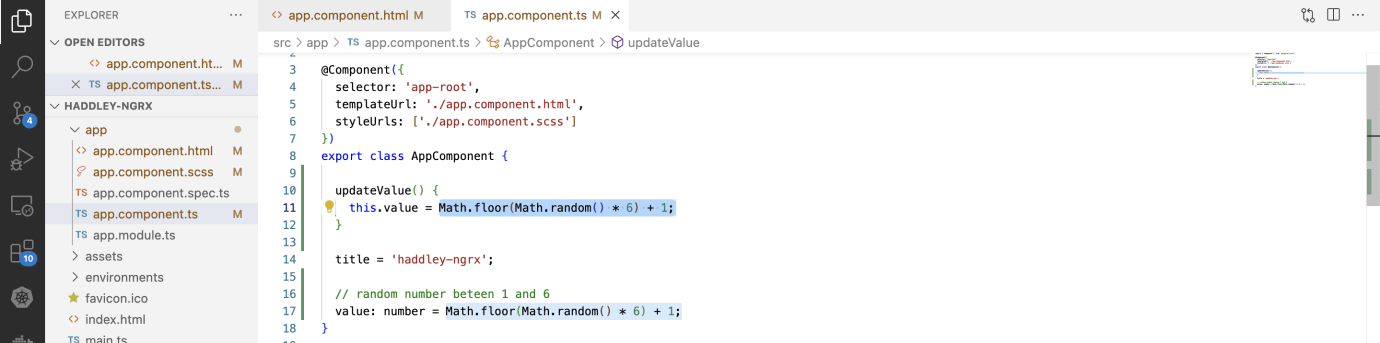 EXPLORER
OPEN EDITORS
app.component.ht... M
TS app.component.ts... M
HADDLEY-NGRX
app
app.component.html M
app.component.scss M
TS app.component.spec.ts
TS app.component.ts M
TS app.module.ts
assets
environments
favicon.ico
index.html
TS main.ts
4
10
app.component.html M
TS app.component.ts M
src > app > TS app.component.ts > AppComponent > updateValue
2
3 @Component({
4 selector: 'app-root',
5 templateUrl: './app.component.html',
6 styleUrls: ['./app.component.scss']
7 })
8 export class AppComponent {
9
10 updateValue() {
11 this.value = Math.floor(Math.random() * 6) + 1;
12 }
13
14 title = 'haddley-ngrx';
15
16 // random number beteen 1 and 6
17 value: number = Math.floor(Math.random() * 6) + 1;
18 }